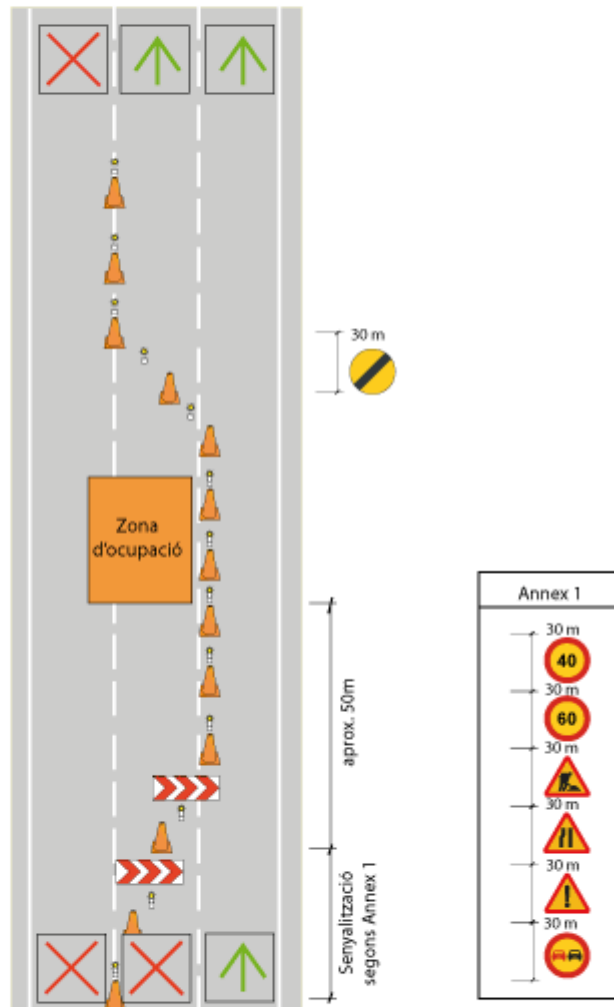 30 m
Zona
d'ocupació
aprox. 50m
Senyalització
segons Annex 1
Annex 1
30 m
40
30 m
60
30 m
30 m
30 m
30 m